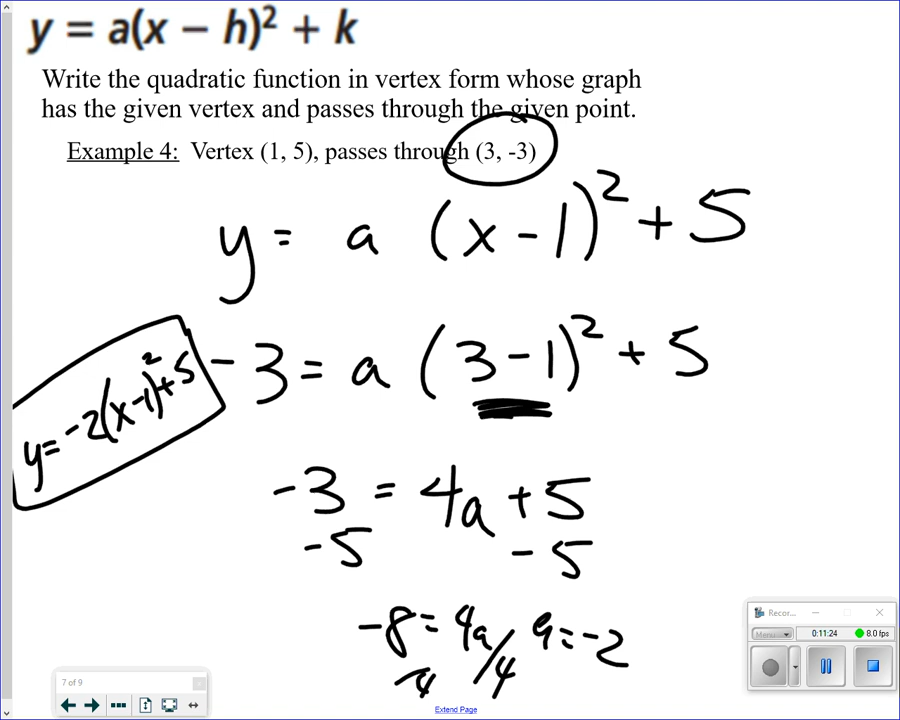 y = a(x − h)² + k
Write the quadratic function in vertex form whose graph
has the given vertex and passes through the given point.
Example 4: Vertex (1, 5), passes through (3, -3)
y = a (x - 1)² + 5
-3 = a (3 - 1)² + 5
y = -2(x-1)² + 5
-3 = 4a + 5
-5 -5
-8 = 4a a = -2
/4 /4
Recor...
Menu 0:11:24 8.0 fps
7 of 9
Extend Page